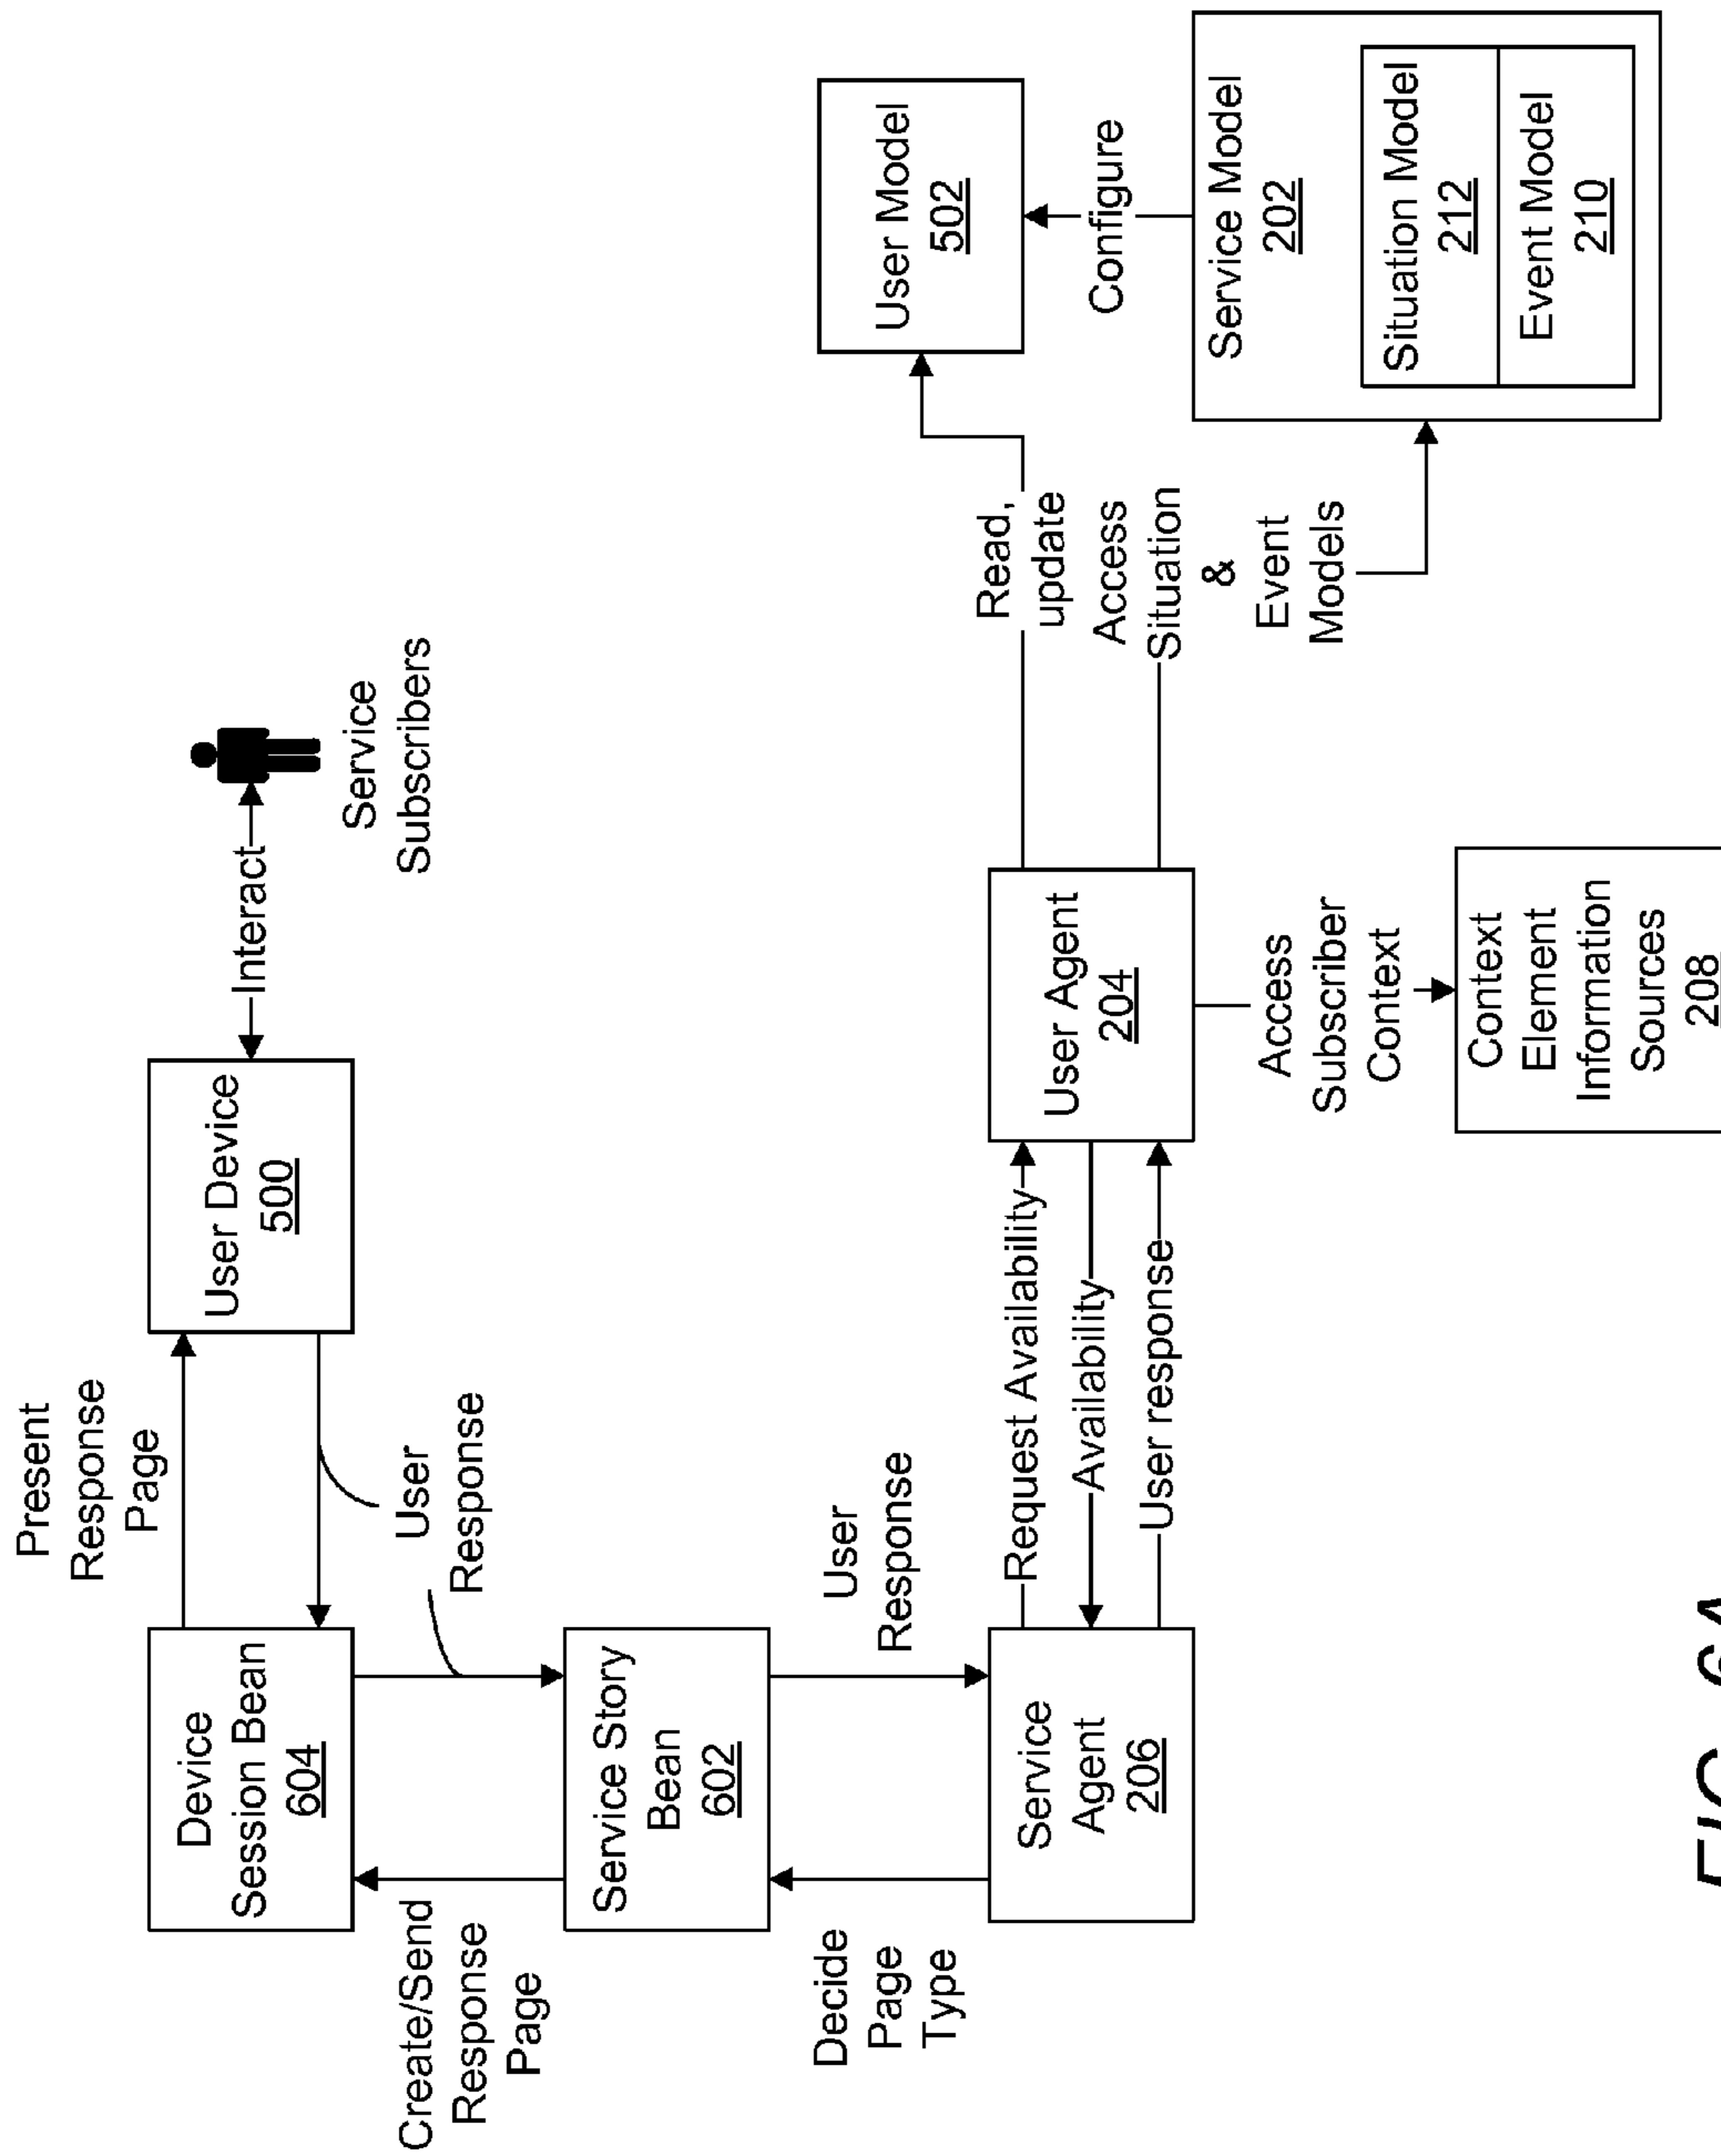 Present
Response
Page
Device
Session Bean
604
User Device
500
Interact
Service
Subscribers
User
Response
Create/Send
Response
Page
Service Story
Bean
602
User
Response
Decide
Page
Type
Service
Agent
206
Request Availability
Availability
User response
User Agent
204
Read,
update
Access
Situation
&
Event
Models
User Model
502
Configure
Service Model
202
Situation Model
212
Event Model
210
Access
Subscriber
Context
Context
Element
Information
Sources
208
FIG. 6A